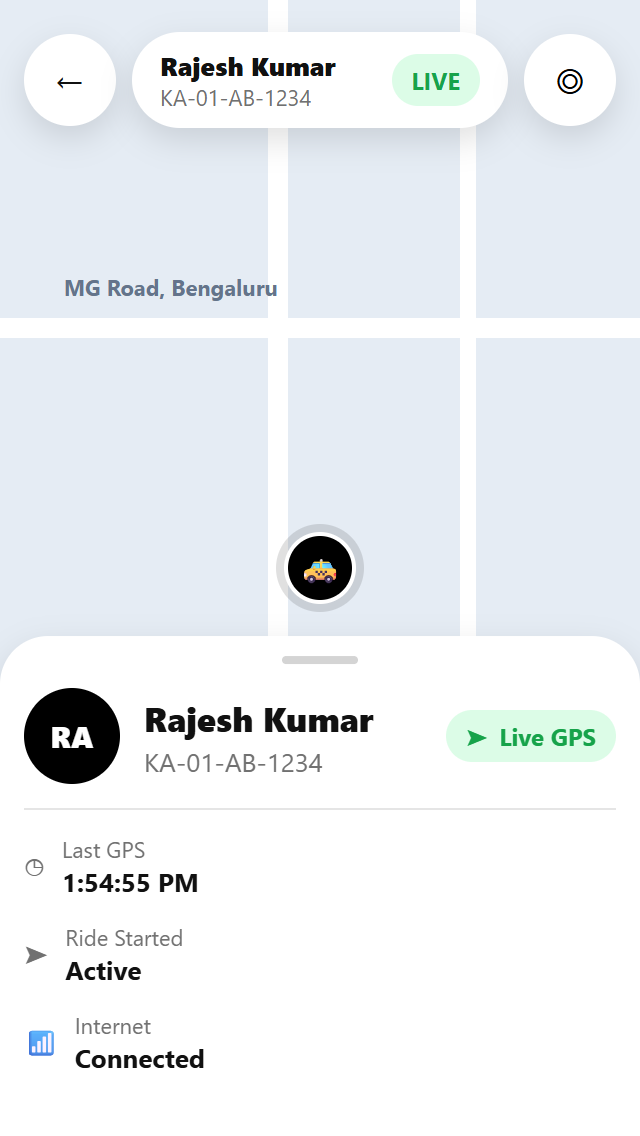 Rajesh Kumar
KA-01-AB-1234
LIVE
MG Road, Bengaluru
RA
Rajesh Kumar
KA-01-AB-1234
Live GPS
Last GPS
1:54:55 PM
Ride Started
Active
Internet
Connected